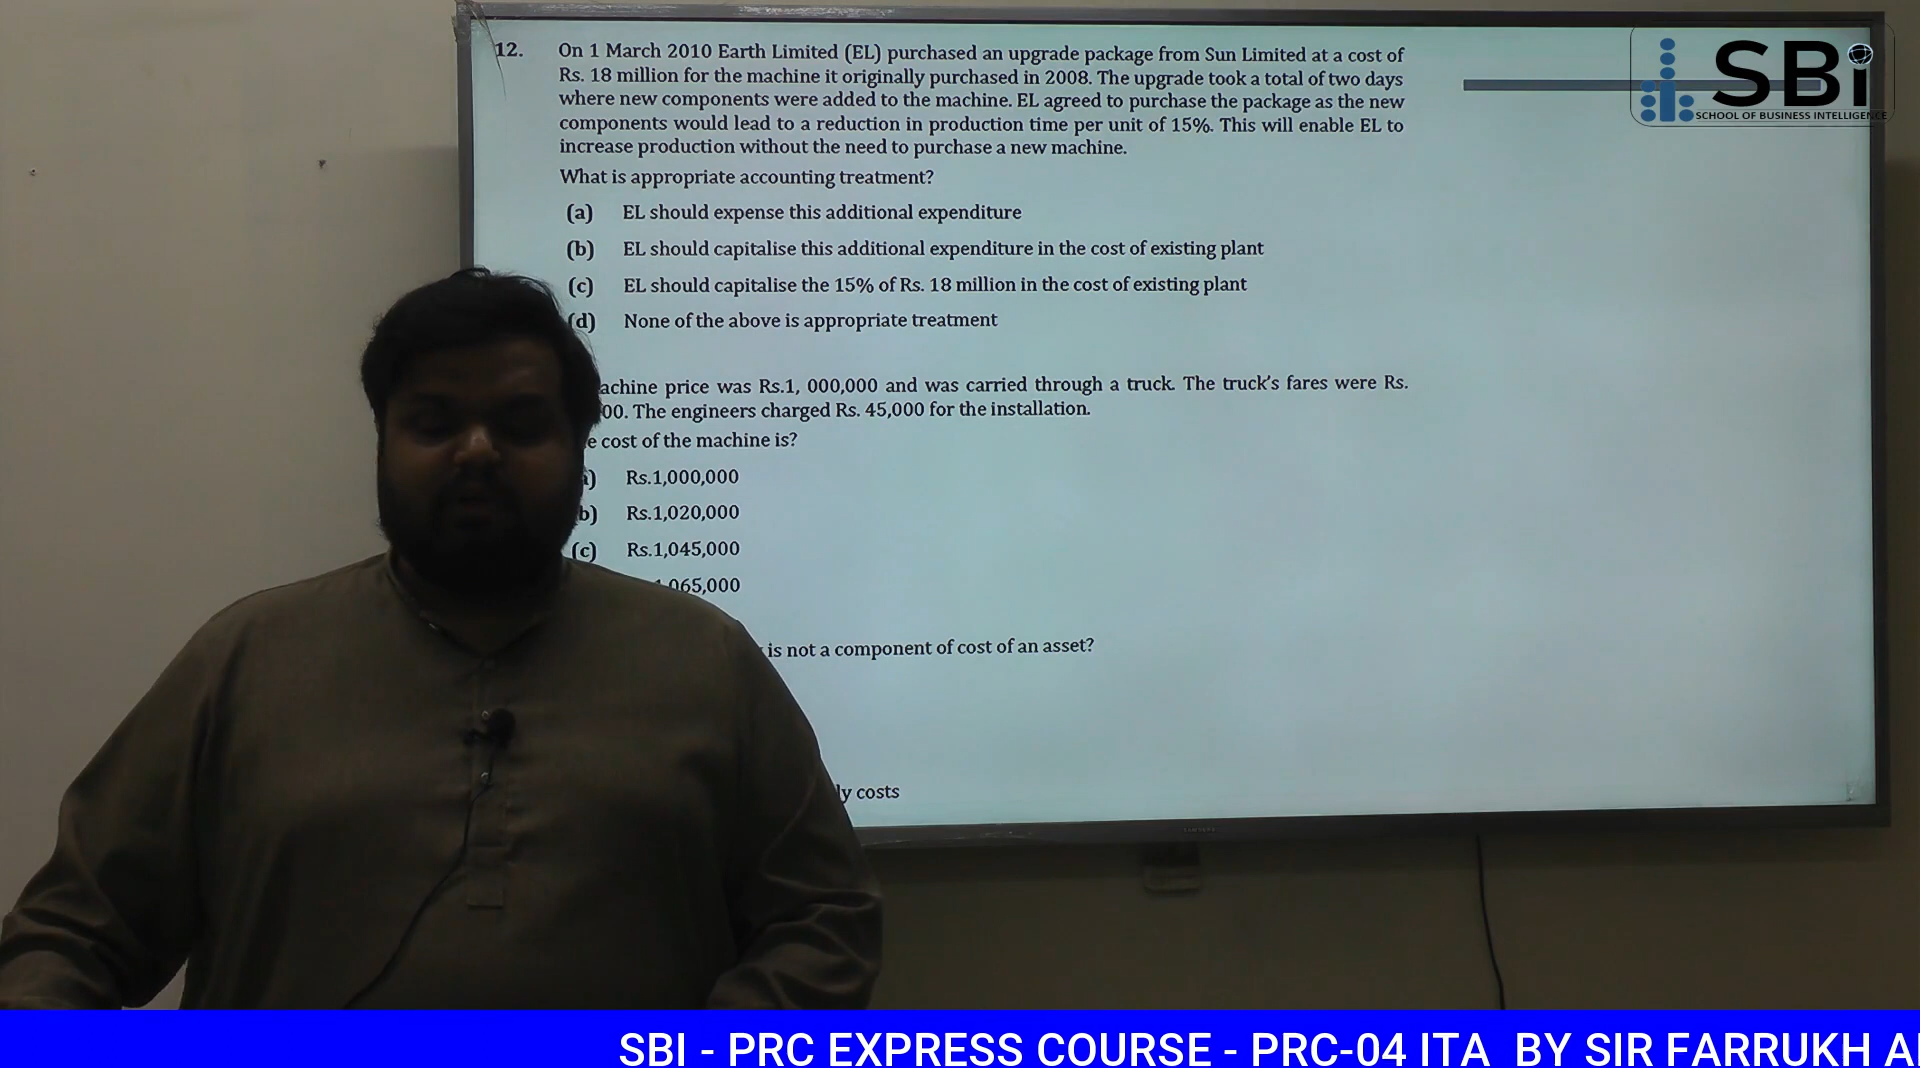 12. On 1 March 2010 Earth Limited (EL) purchased an upgrade package from Sun Limited at a cost of
Rs. 18 million for the machine it originally purchased in 2008. The upgrade took a total of two days
where new components were added to the machine. EL agreed to purchase the package as the new
components would lead to a reduction in production time per unit of 15%. This will enable EL to
increase production without the need to purchase a new machine.
What is appropriate accounting treatment?
(a) EL should expense this additional expenditure
(b) EL should capitalise this additional expenditure in the cost of existing plant
(c) EL should capitalise the 15% of Rs. 18 million in the cost of existing plant
(d) None of the above is appropriate treatment
achine price was Rs.1, 000,000 and was carried through a truck. The truck's fares were Rs.
00. The engineers charged Rs. 45,000 for the installation.
e cost of the machine is?
) Rs.1,000,000
b) Rs.1,020,000
(c) Rs.1,045,000
1,065,000
is not a component of cost of an asset?
ly costs
SBi
SCHOOL OF BUSINESS INTELLIGENCE
SBI - PRC EXPRESS COURSE - PRC-04 ITA BY SIR FARRUKH A